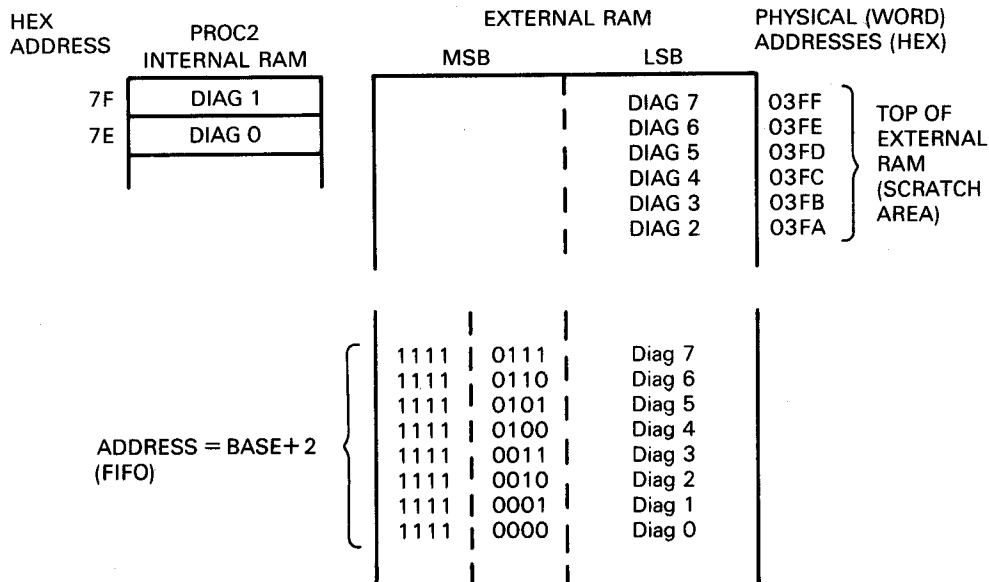 HEX ADDRESS
PROC2 INTERNAL RAM
EXTERNAL RAM
MSB LSB
PHYSICAL (WORD) ADDRESSES (HEX)
7F DIAG 1
7E DIAG 0
DIAG 7 03FF
DIAG 6 03FE
DIAG 5 03FD
DIAG 4 03FC
DIAG 3 03FB
DIAG 2 03FA
TOP OF
EXTERNAL
RAM
(SCRATCH
AREA)
ADDRESS = BASE+2
(FIFO)
1111 0111 Diag 7
1111 0110 Diag 6
1111 0101 Diag 5
1111 0100 Diag 4
1111 0011 Diag 3
1111 0010 Diag 2
1111 0001 Diag 1
1111 0000 Diag 0